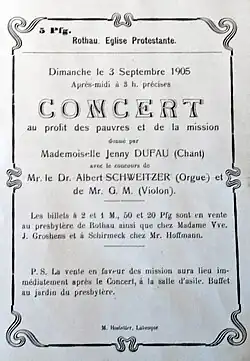 5 Pfg.
Rothau. Eglise Protestante.
Dimanche le 3 Septembre 1905
Après-midi à 3 h. précises
CONCERT
au profit des pauvres et de la mission
donné par
Mademoiselle Jenny DUFAU (Chant)
avec le concours de
Mr. le Dr. Albert SCHWEITZER (Orgue) et
de Mr. G. M. (Violon).
Les billets à 2 et 1 M., 50 et 20 Pfg sont en vente
au presbytère de Rothau ainsi que chez Madame Vve.
J. Groshens et à Schirmeck chez Mr. Hoffmann.
P. S. La vente en faveur des mission aura lieu im-
médiatement après le Concert, à la salle d'asile. Buffet
au jardin du presbytère.
M. Hostetter, Labroque